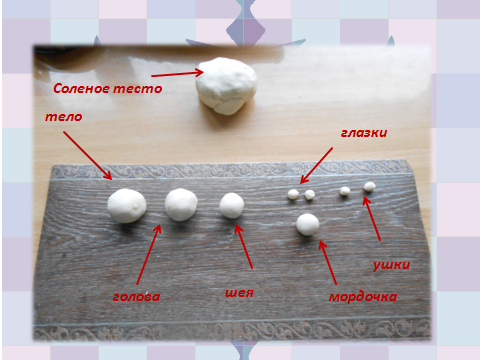 Соленое тесто
тело
глазки
ушки
голова
шея
мордочка